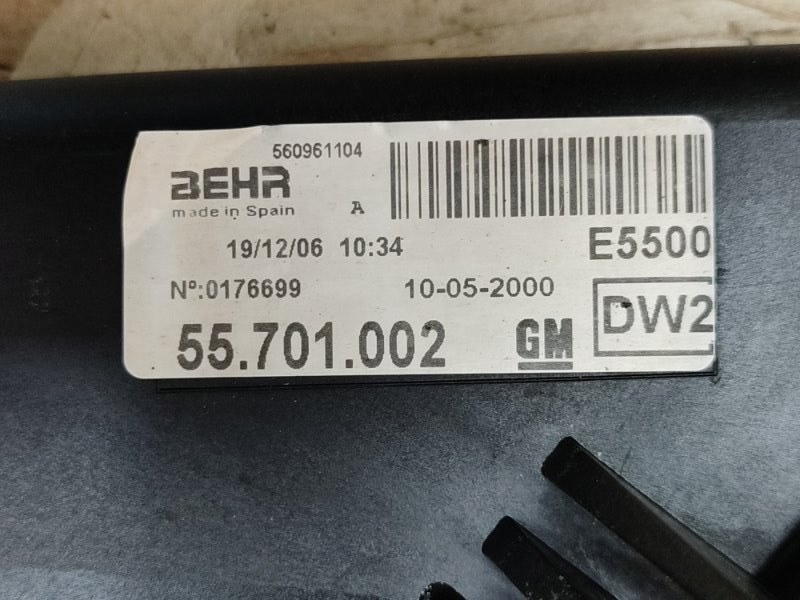 560961104
BEHR
made in Spain A
19/12/06 10:34 E5500
Nº:0176699 10-05-2000
DW2
55.701.002 GM